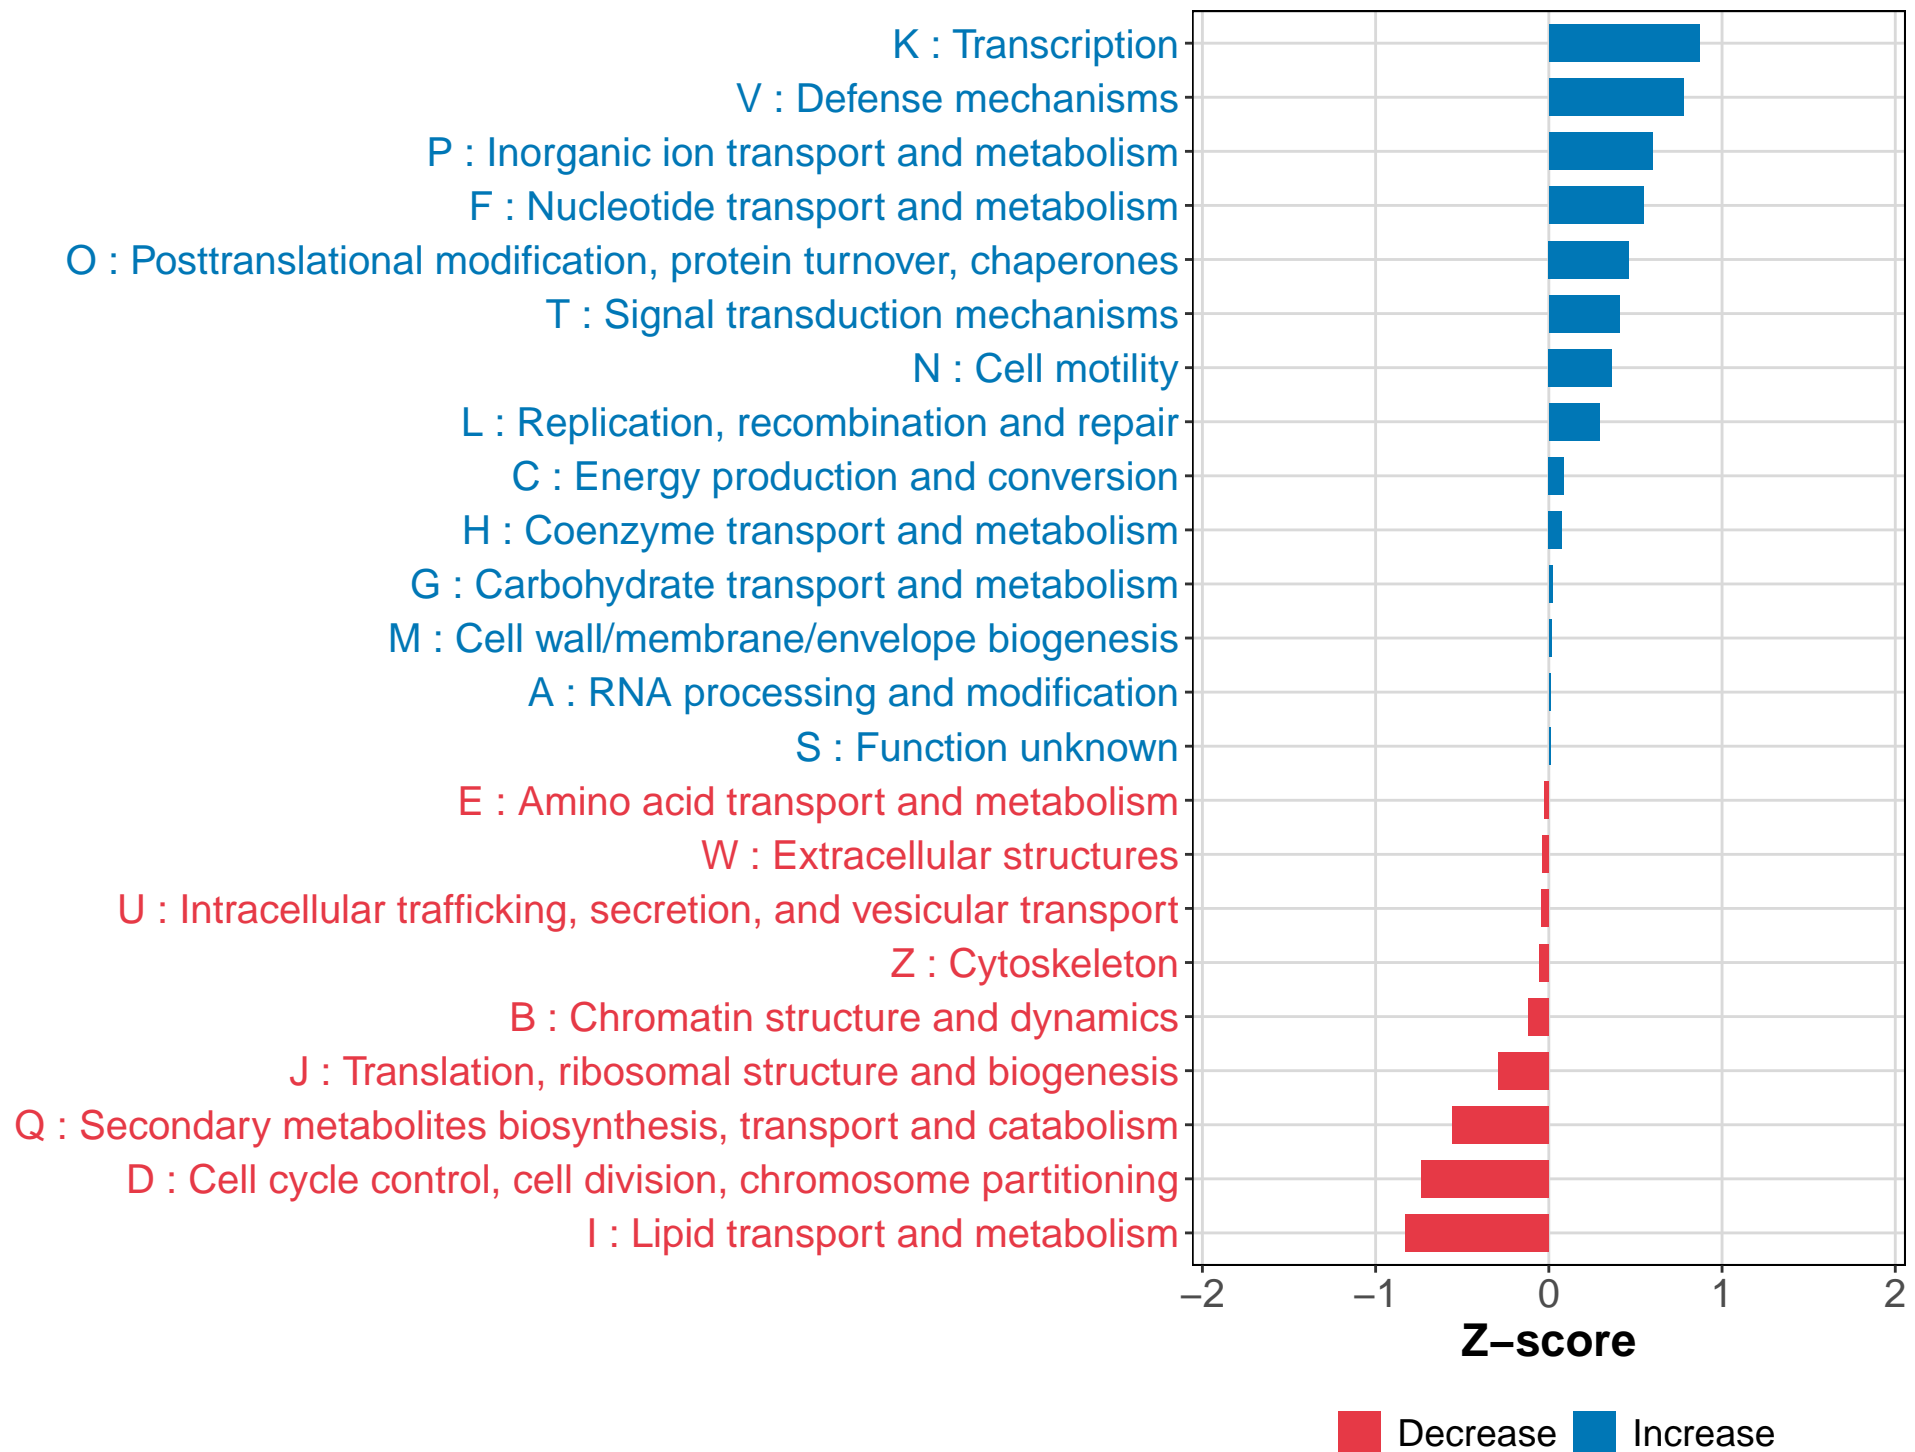 K : Transcription
V : Defense mechanisms
P : Inorganic ion transport and metabolism
F : Nucleotide transport and metabolism
O : Posttranslational modification, protein turnover, chaperones
T : Signal transduction mechanisms
N : Cell motility
L : Replication, recombination and repair
C : Energy production and conversion
H : Coenzyme transport and metabolism
G : Carbohydrate transport and metabolism
M : Cell wall/membrane/envelope biogenesis
A : RNA processing and modification
S : Function unknown
E : Amino acid transport and metabolism
W : Extracellular structures
U : Intracellular trafficking, secretion, and vesicular transport
Z : Cytoskeleton
B : Chromatin structure and dynamics
J : Translation, ribosomal structure and biogenesis
Q : Secondary metabolites biosynthesis, transport and catabolism
D : Cell cycle control, cell division, chromosome partitioning
I : Lipid transport and metabolism
−2 −1 0 1 2
Z−score
Decrease Increase